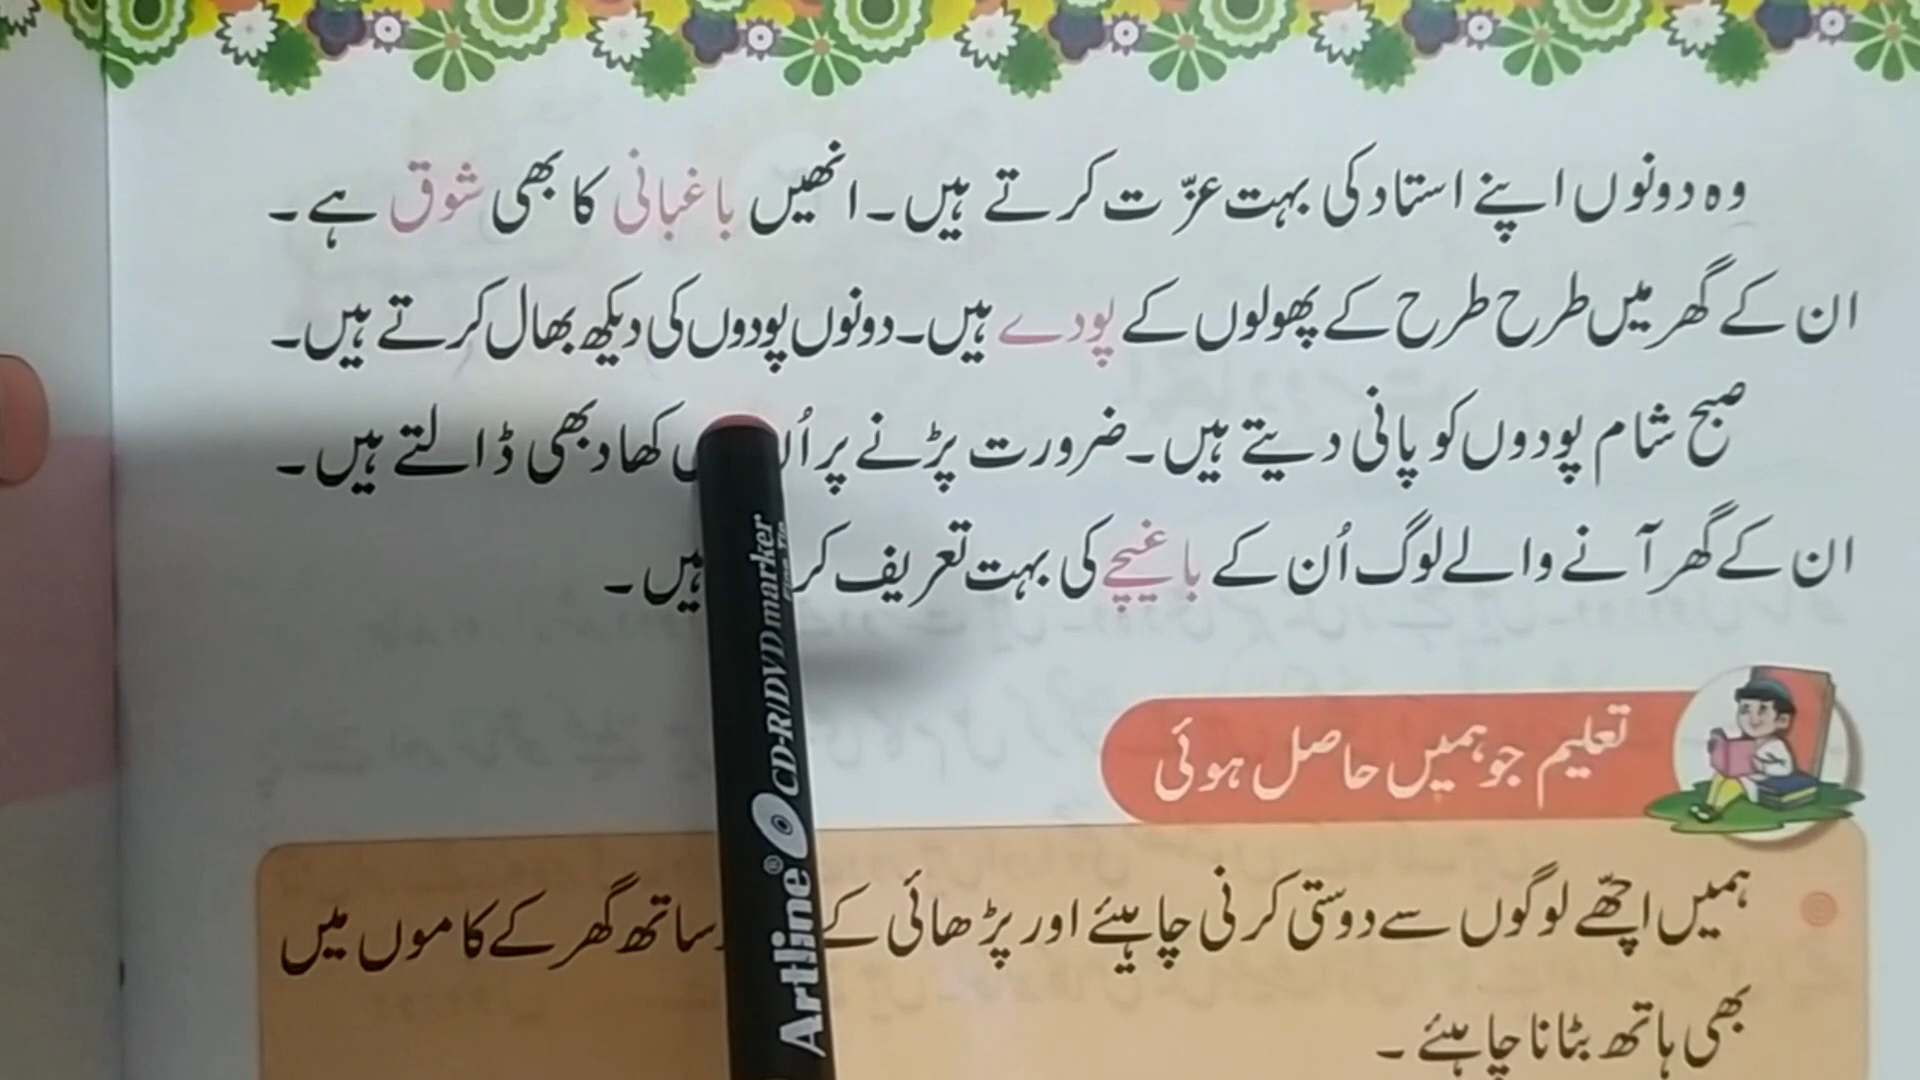 وہ دونوں اپنے استاد کی بہت عزّت کرتے ہیں۔ انھیں باغبانی کا بھی شوق ہے۔
ان کے گھر میں طرح طرح کے پھولوں کے پودے ہیں۔ دونوں پودوں کی دیکھ بھال کرتے ہیں۔
صبح شام پودوں کو پانی دیتے ہیں۔ ضرورت پڑنے پر کھاد بھی ڈالتے ہیں۔
ان کے گھر آنے والے لوگ اُن کے باغیچے کی بہت تعریف کر ہیں۔
تعلیم جو ہمیں حاصل ہوئی
ہمیں اچھّے لوگوں سے دوستی کرنی چاہیئے اور پڑھائی کے ساتھ گھر کے کاموں میں
بھی ہاتھ بٹانا چاہیئے۔
Artline CD-R/DVD marker